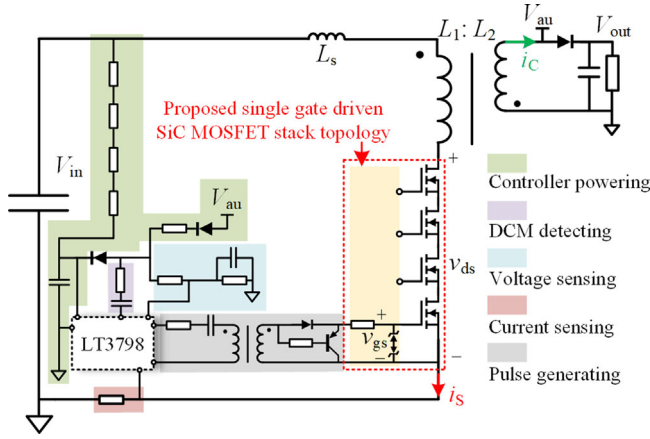 L₁: L₂
Vau
Vout
Ls
iC
Proposed single gate driven
SiC MOSFET stack topology
Vin
+
Vau
vds
Controller powering
DCM detecting
Voltage sensing
Current sensing
Pulse generating
LT3798
+
vgs
−
−
iS